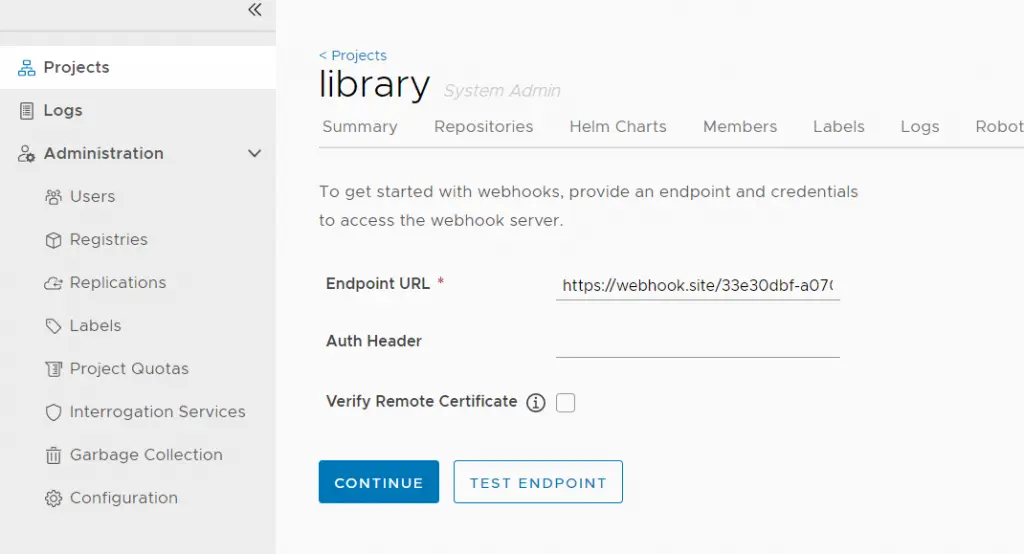 Projects
Logs
Administration
Users
Registries
Replications
Labels
Project Quotas
Interrogation Services
Garbage Collection
Configuration
< Projects
library System Admin
Summary Repositories Helm Charts Members Labels Logs Robot
To get started with webhooks, provide an endpoint and credentials
to access the webhook server.
Endpoint URL * https://webhook.site/33e30dbf-a070
Auth Header
Verify Remote Certificate
CONTINUE TEST ENDPOINT